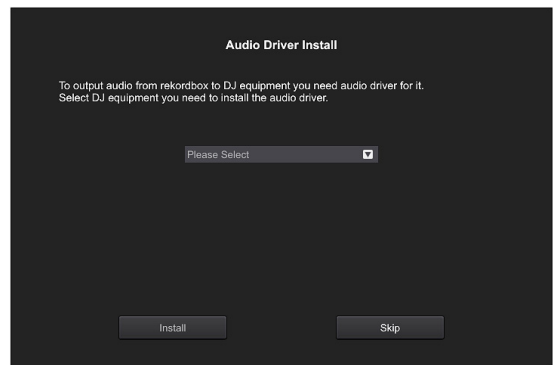 Audio Driver Install
To output audio from rekordbox to DJ equipment you need audio driver for it.
Select DJ equipment you need to install the audio driver.
Please Select
Install
Skip